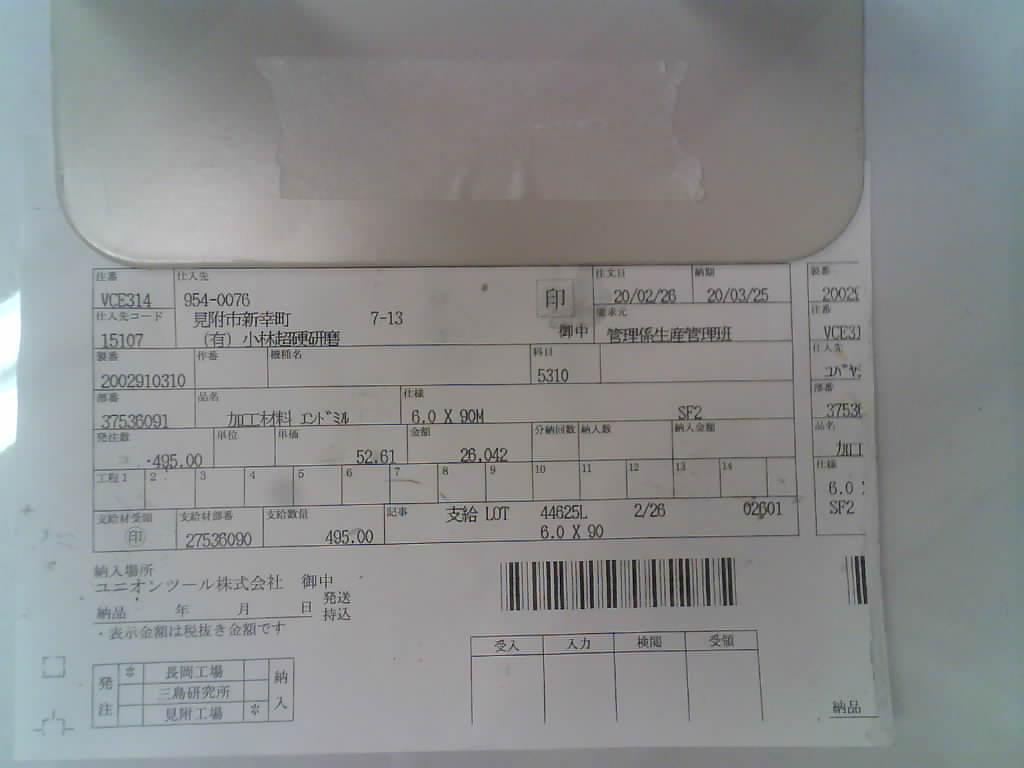 注番 仕入先 注文日 納期 製番
VCE314 954-0076 印 20/02/26 20/03/25 2002
仕入先コード 見附市新幸町 7-13 御中 要求元 注番
15107 (有)小林超硬研磨 管理係生産管理班 VCE31
製番 作番 機種名 科目 仕入先
2002910310 5310 コバヤ
部番 品名 仕様 部番
37536091 加工材料 エンドミル 6.0 X 90M SF2 3753
発注数 単位 単価 金額 分納回数 納入数 納入金額 品名
495.00 52.61 26,042 加工
工程1 2 3 4 5 6 7 8 9 10 11 12 13 14 仕様
6.0
支給材受領 支給材部番 支給数量 記事 支給 LOT 44625L 2/26 02601 SF2
印 27536090 495.00 6.0 X 90
納入場所
ユニオンツール株式会社 御中
納品 年 月 日 発送
持込
・表示金額は税抜き金額です
受入 入力 検閲 受領
発注 * 長岡工場 納入
三島研究所
見附工場 *
納品